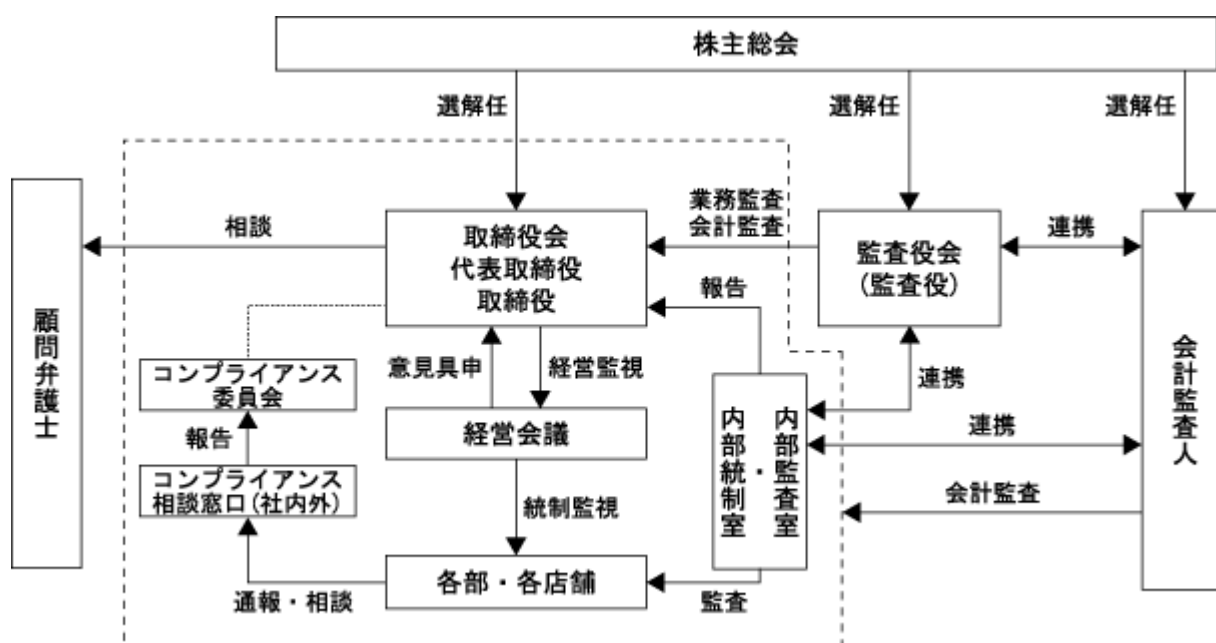 株主総会
選解任
選解任
選解任
相談
取締役会
代表取締役
取締役
業務監査
会計監査
監査役会
(監査役)
連携
顧問弁護士
報告
コンプライアンス
委員会
意見具申
経営監視
連携
会計監査人
報告
経営会議
内部監査室・
内部統制室
連携
コンプライアンス
相談窓口(社内外)
統制監視
会計監査
通報・相談
各部・各店舗
監査